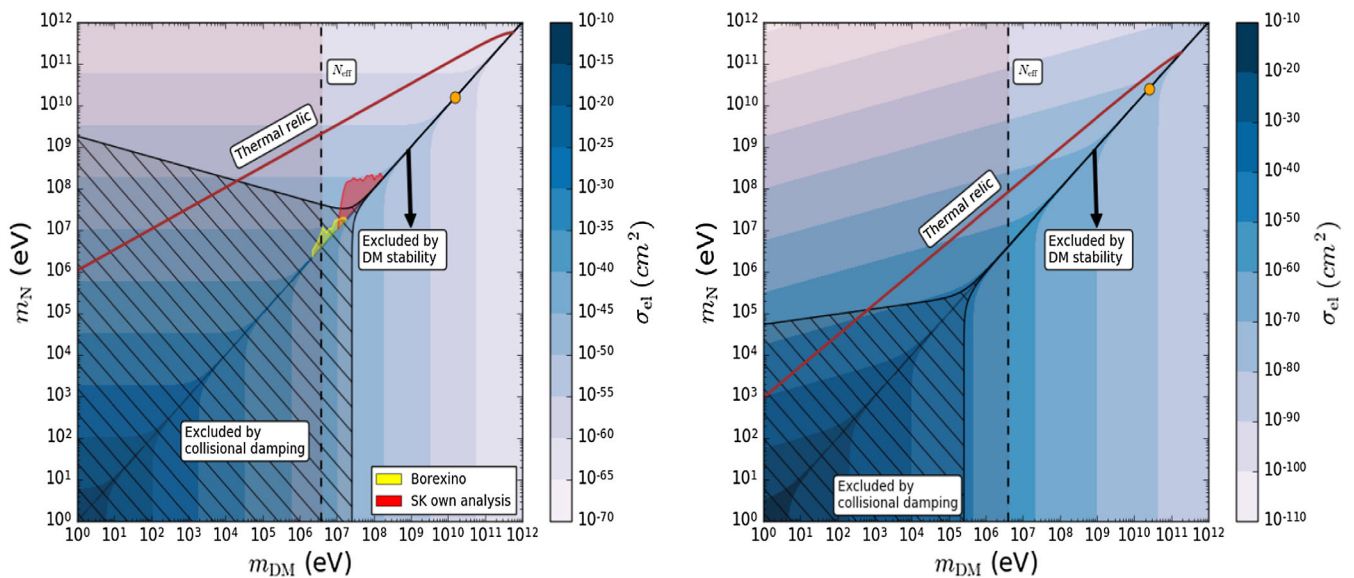 10^12
10^11
10^10
10^9
10^8
10^7
10^6
10^5
10^4
10^3
10^2
10^1
10^0
m_N (eV)
N_eff
Thermal relic
Excluded by
DM stability
Excluded by
collisional damping
Borexino
SK own analysis
10^0 10^1 10^2 10^3 10^4 10^5 10^6 10^7 10^8 10^9 10^10 10^11 10^12
m_DM (eV)
10^-10
10^-15
10^-20
10^-25
10^-30
10^-35
10^-40
10^-45
10^-50
10^-55
10^-60
10^-65
10^-70
σ_el (cm^2)
10^12
10^11
10^10
10^9
10^8
10^7
10^6
10^5
10^4
10^3
10^2
10^1
10^0
m_N (eV)
N_eff
Thermal relic
Excluded by
DM stability
Excluded by
collisional damping
10^0 10^1 10^2 10^3 10^4 10^5 10^6 10^7 10^8 10^9 10^10 10^11 10^12
m_DM (eV)
10^-10
10^-20
10^-30
10^-40
10^-50
10^-60
10^-70
10^-80
10^-90
10^-100
10^-110
σ_el (cm^2)